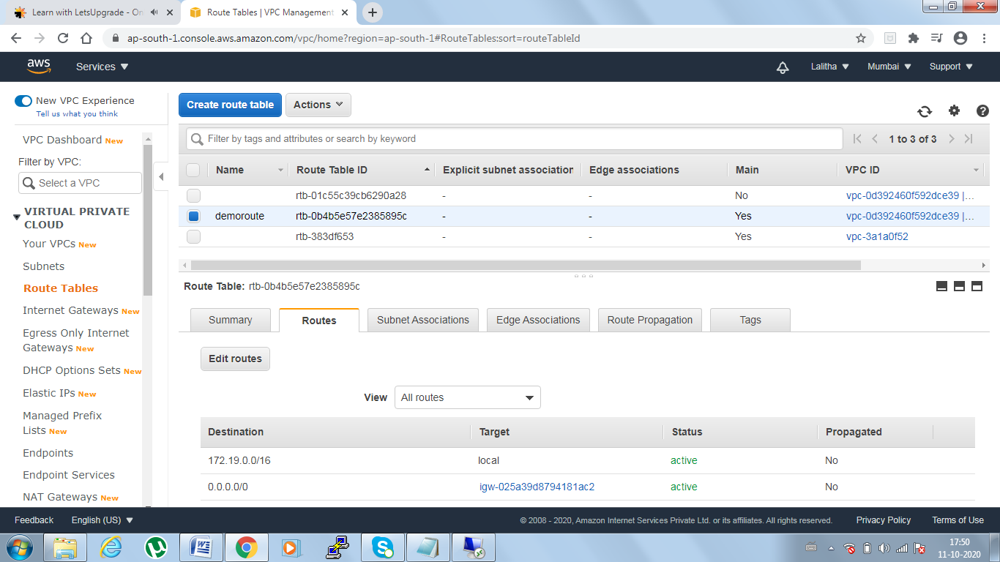 Learn with LetsUpgrade - On
Route Tables | VPC Management
ap-south-1.console.aws.amazon.com/vpc/home?region=ap-south-1#RouteTables:sort=routeTableId
aws
Services
Lalitha
Mumbai
Support
New VPC Experience
Tell us what you think
VPC Dashboard New
Filter by VPC:
Select a VPC
VIRTUAL PRIVATE
CLOUD
Your VPCs New
Subnets
Route Tables
Internet Gateways New
Egress Only Internet
Gateways New
DHCP Options Sets New
Elastic IPs New
Managed Prefix
Lists New
Endpoints
Endpoint Services
NAT Gateways New
Create route table
Actions
Filter by tags and attributes or search by keyword
1 to 3 of 3
Name Route Table ID Explicit subnet association Edge associations Main VPC ID
rtb-01c55c39cb6290a28 - - No vpc-0d392460f592dce39 |...
demoroute rtb-0b4b5e57e2385895c - - Yes vpc-0d392460f592dce39 |...
rtb-383df653 - - Yes vpc-3a1a0f52
Route Table: rtb-0b4b5e57e2385895c
Summary Routes Subnet Associations Edge Associations Route Propagation Tags
Edit routes
View All routes
Destination Target Status Propagated
172.19.0.0/16 local active No
0.0.0.0/0 igw-025a39d8794181ac2 active No
Feedback English (US) © 2008 - 2020, Amazon Internet Services Private Ltd. or its affiliates. All rights reserved. Privacy Policy Terms of Use
17:50
11-10-2020